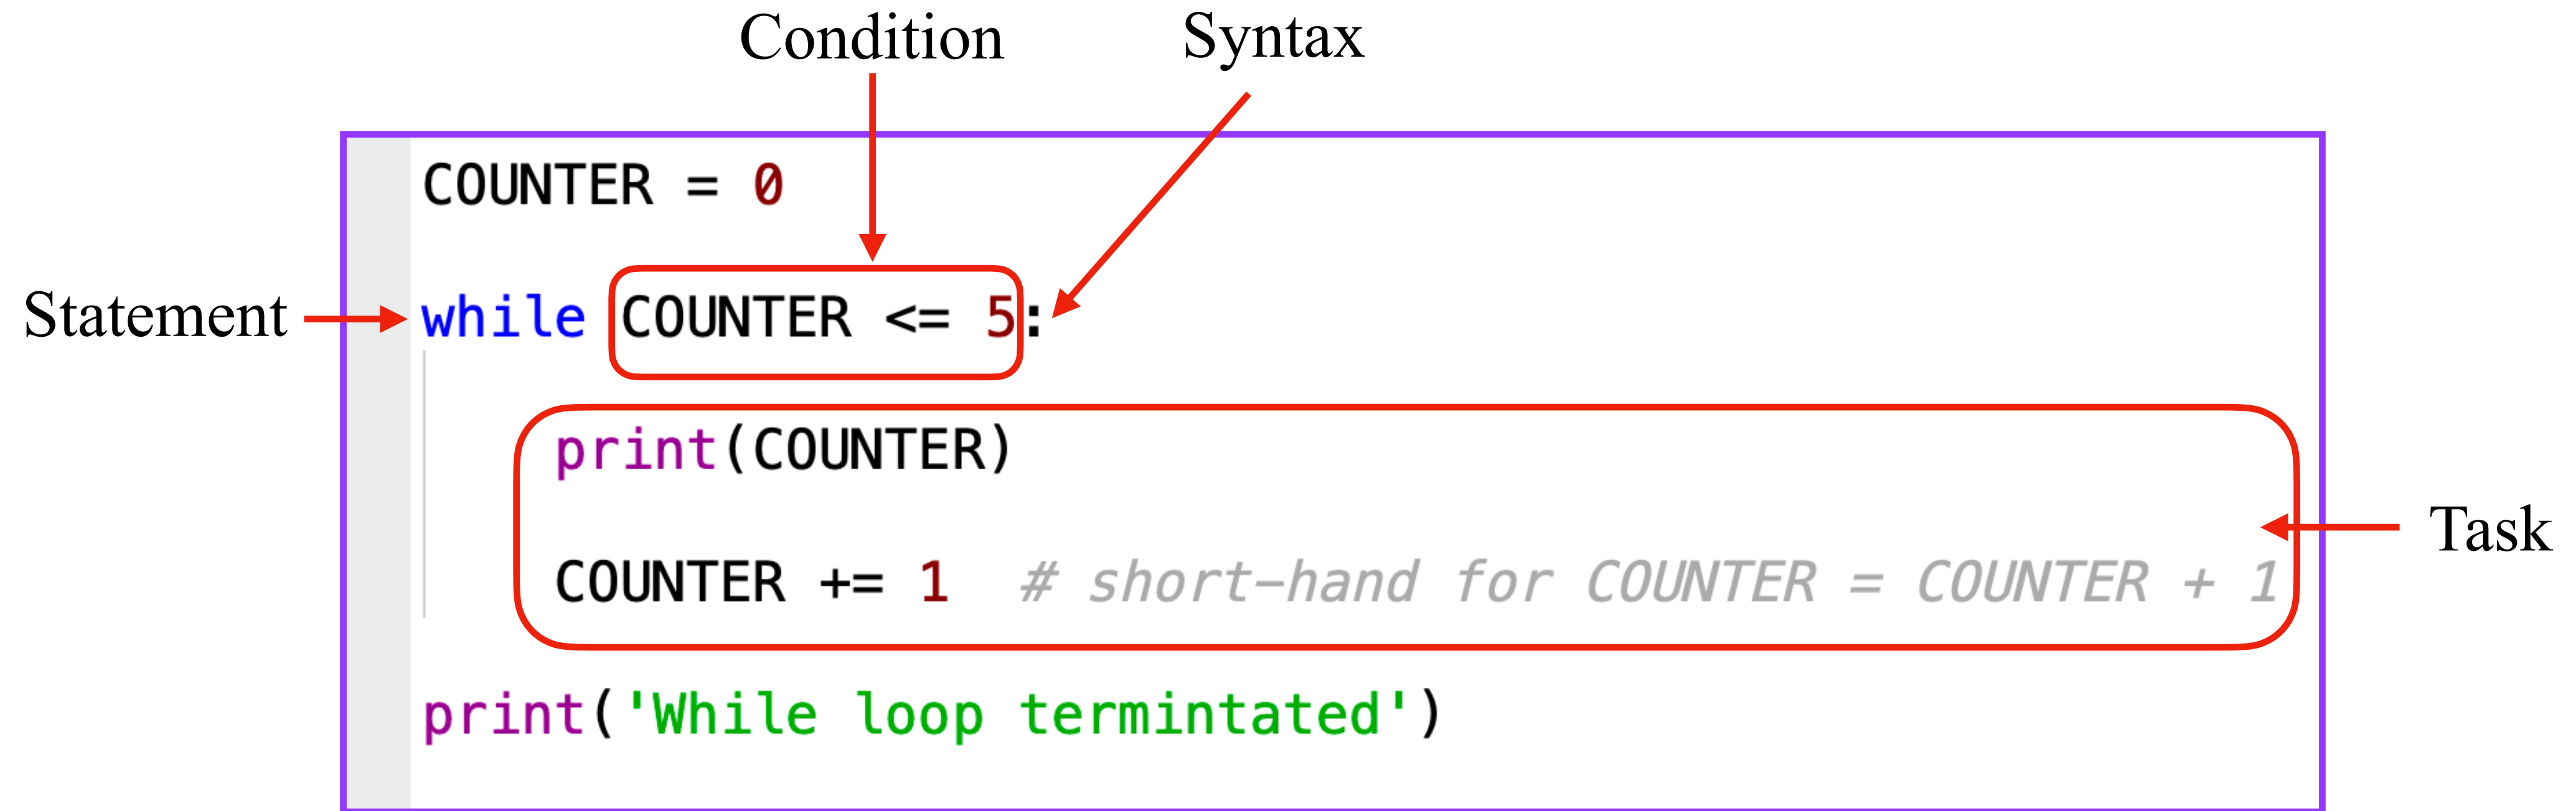 Condition Syntax
COUNTER = 0
Statement while COUNTER <= 5:
print(COUNTER)
Task
COUNTER += 1 # short-hand for COUNTER = COUNTER + 1
print('While loop termintated')